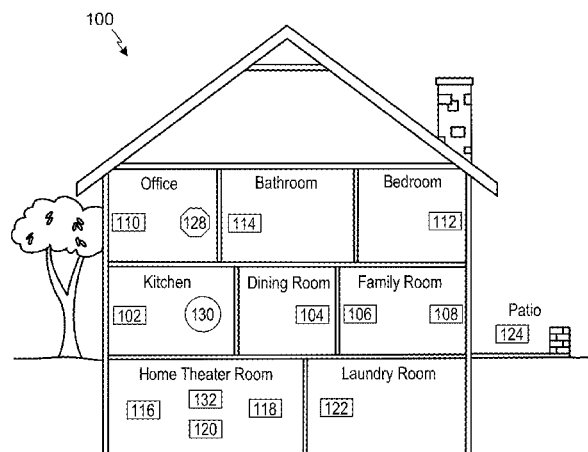 100
Office
Bathroom
Bedroom
110
128
114
112
Kitchen
Dining Room
Family Room
Patio
102
130
104
106
108
124
Home Theater Room
Laundry Room
116
132
118
122
120